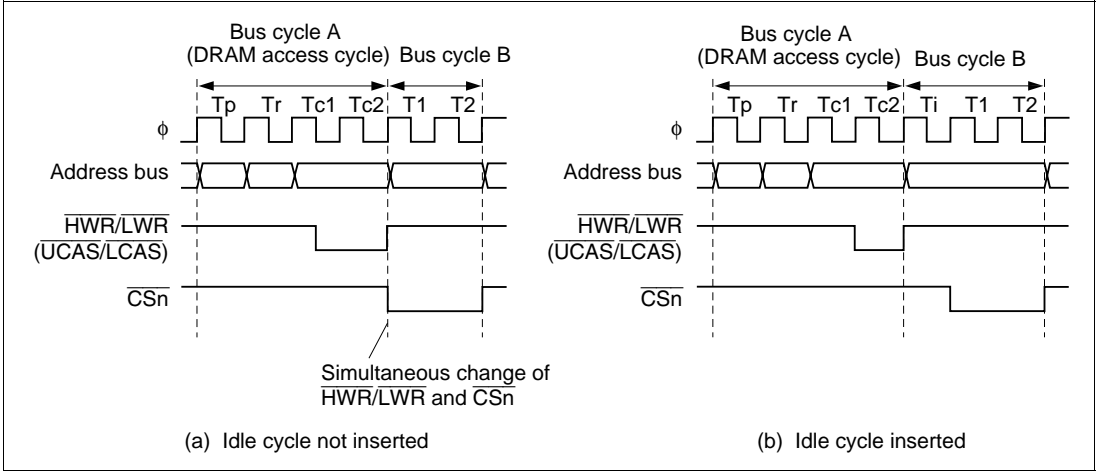 Bus cycle A
(DRAM access cycle) Bus cycle B
Tp Tr Tc1 Tc2 T1 T2
φ
Address bus
HWR/LWR
(UCAS/LCAS)
CSn
Simultaneous change of
HWR/LWR and CSn
(a) Idle cycle not inserted
Bus cycle A
(DRAM access cycle) Bus cycle B
Tp Tr Tc1 Tc2 Ti T1 T2
φ
Address bus
HWR/LWR
(UCAS/LCAS)
CSn
(b) Idle cycle inserted